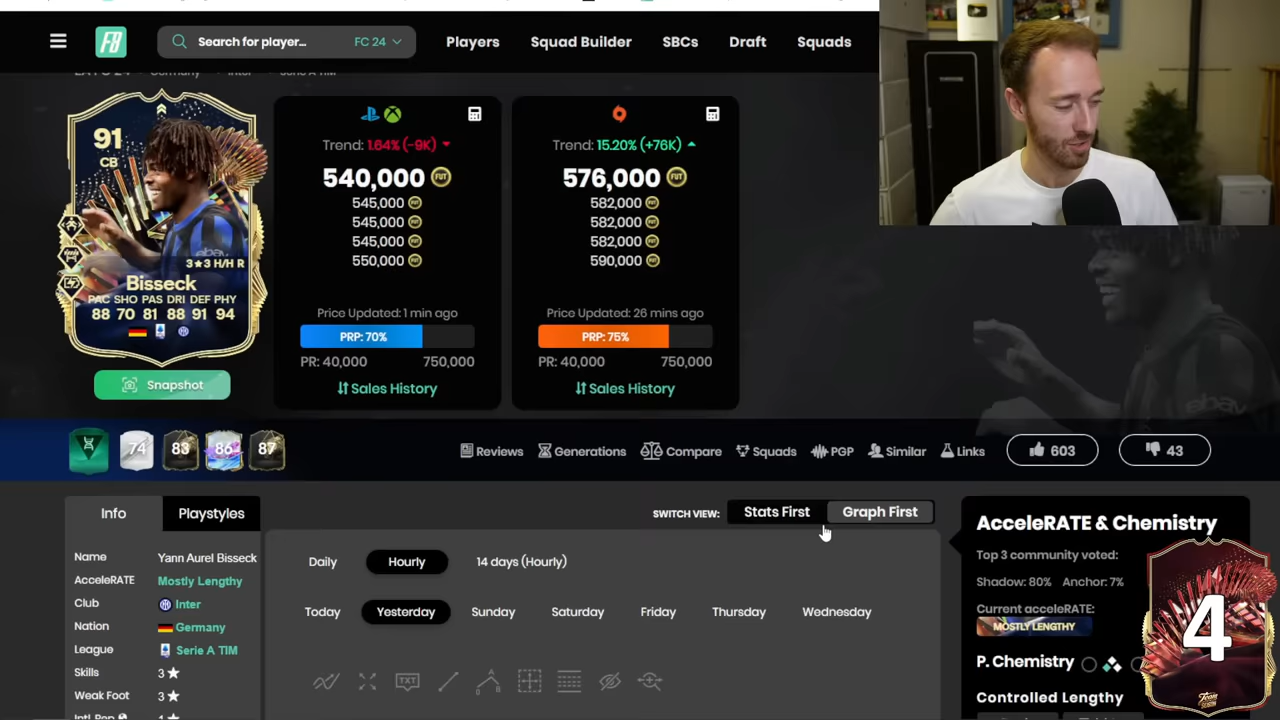 FB
Search for player...
FC 24
Players
Squad Builder
SBCs
Draft
Squads
91
CB
3★3 H/H R
Bisseck
PAC SHO PAS DRI DEF PHY
88 70 81 88 91 94
Snapshot
Trend: 1.64% (-9K)
540,000
545,000
545,000
545,000
550,000
Price Updated: 1 min ago
PRP: 70%
PR: 40,000
750,000
Sales History
Trend: 15.20% (+76K)
576,000
582,000
582,000
582,000
590,000
Price Updated: 26 mins ago
PRP: 75%
PR: 40,000
750,000
Sales History
ebay
74
83
86
87
Reviews
Generations
Compare
Squads
PGP
Similar
Links
603
43
Info
Playstyles
SWITCH VIEW:
Stats First
Graph First
Name
Yann Aurel Bisseck
AcceleRATE
Mostly Lengthy
Club
Inter
Nation
Germany
League
Serie A TIM
Skills
3★
Weak Foot
3★
Daily
Hourly
14 days (Hourly)
Today
Yesterday
Sunday
Saturday
Friday
Thursday
Wednesday
TXT
AcceleRATE & Chemistry
Top 3 community voted:
Shadow: 80%
Anchor: 7%
Current acceleRATE:
MOSTLY LENGTHY
P. Chemistry
Controlled Lengthy
4